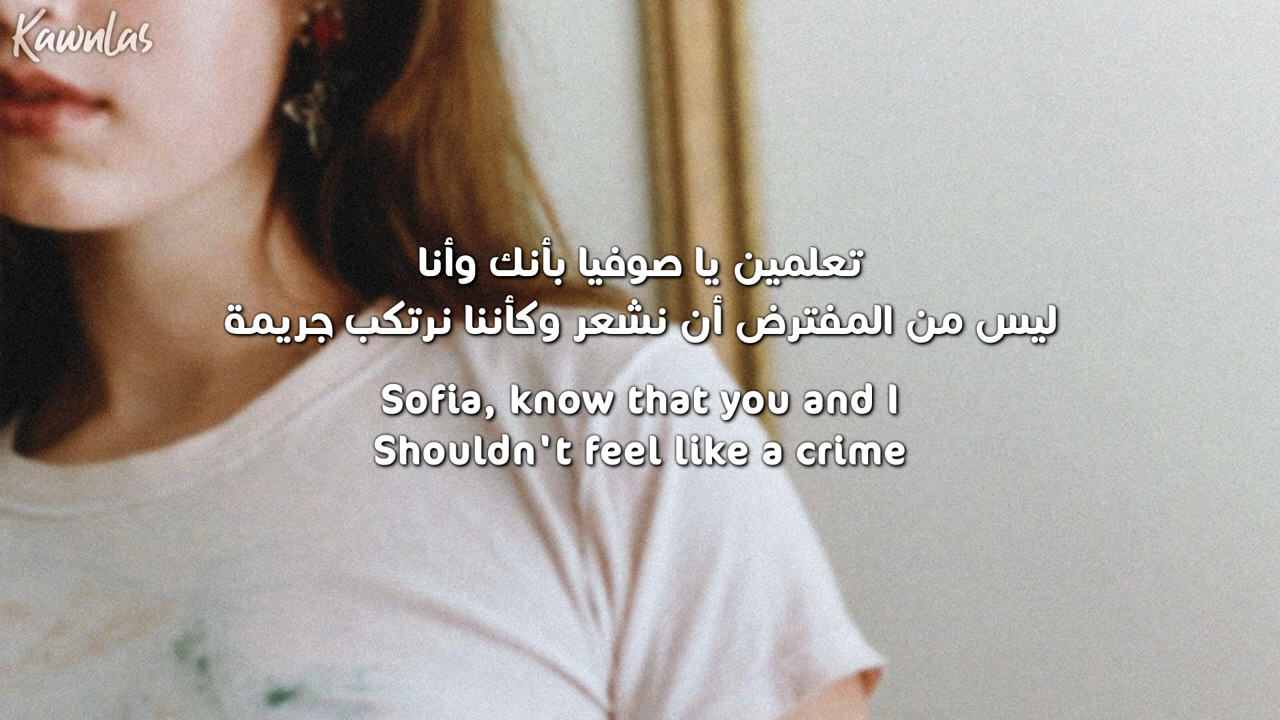 Kawnlas
تعلمين يا صوفيا بأنك وأنا
ليس من المفترض أن نشعر وكأننا نرتكب جريمة
Sofia, know that you and I
Shouldn't feel like a crime